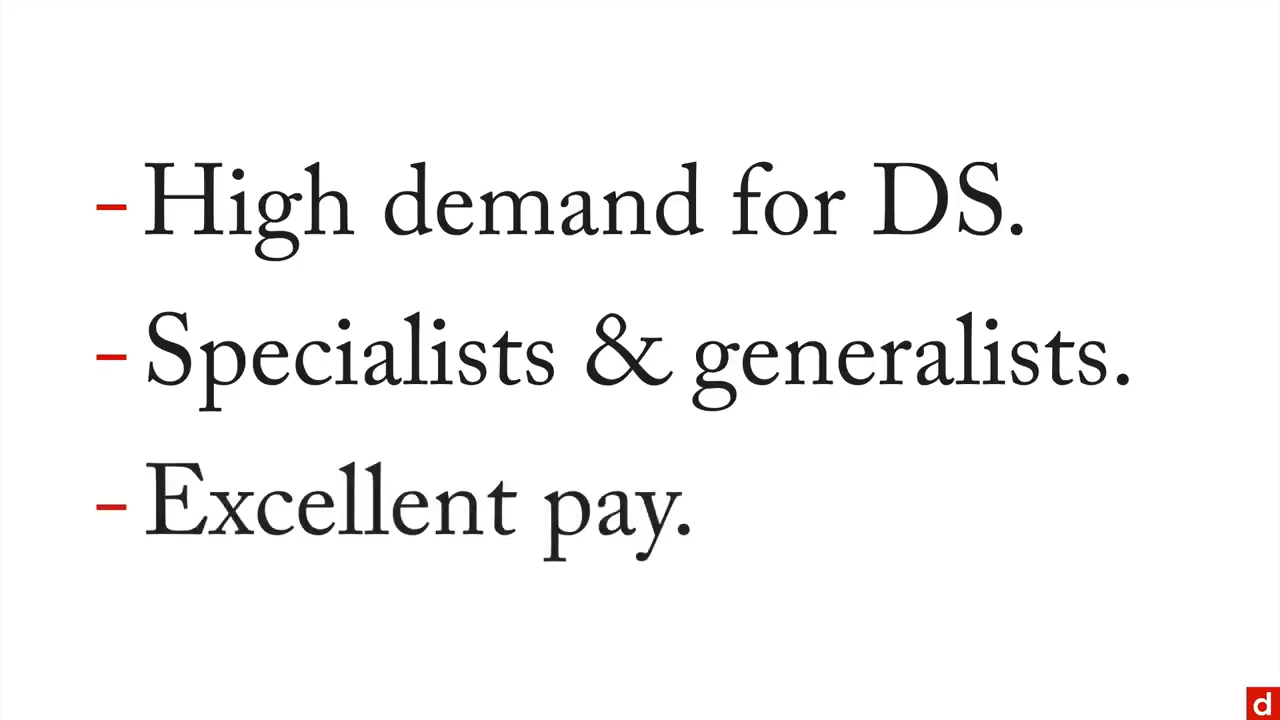 - High demand for DS.
- Specialists & generalists.
- Excellent pay.
d